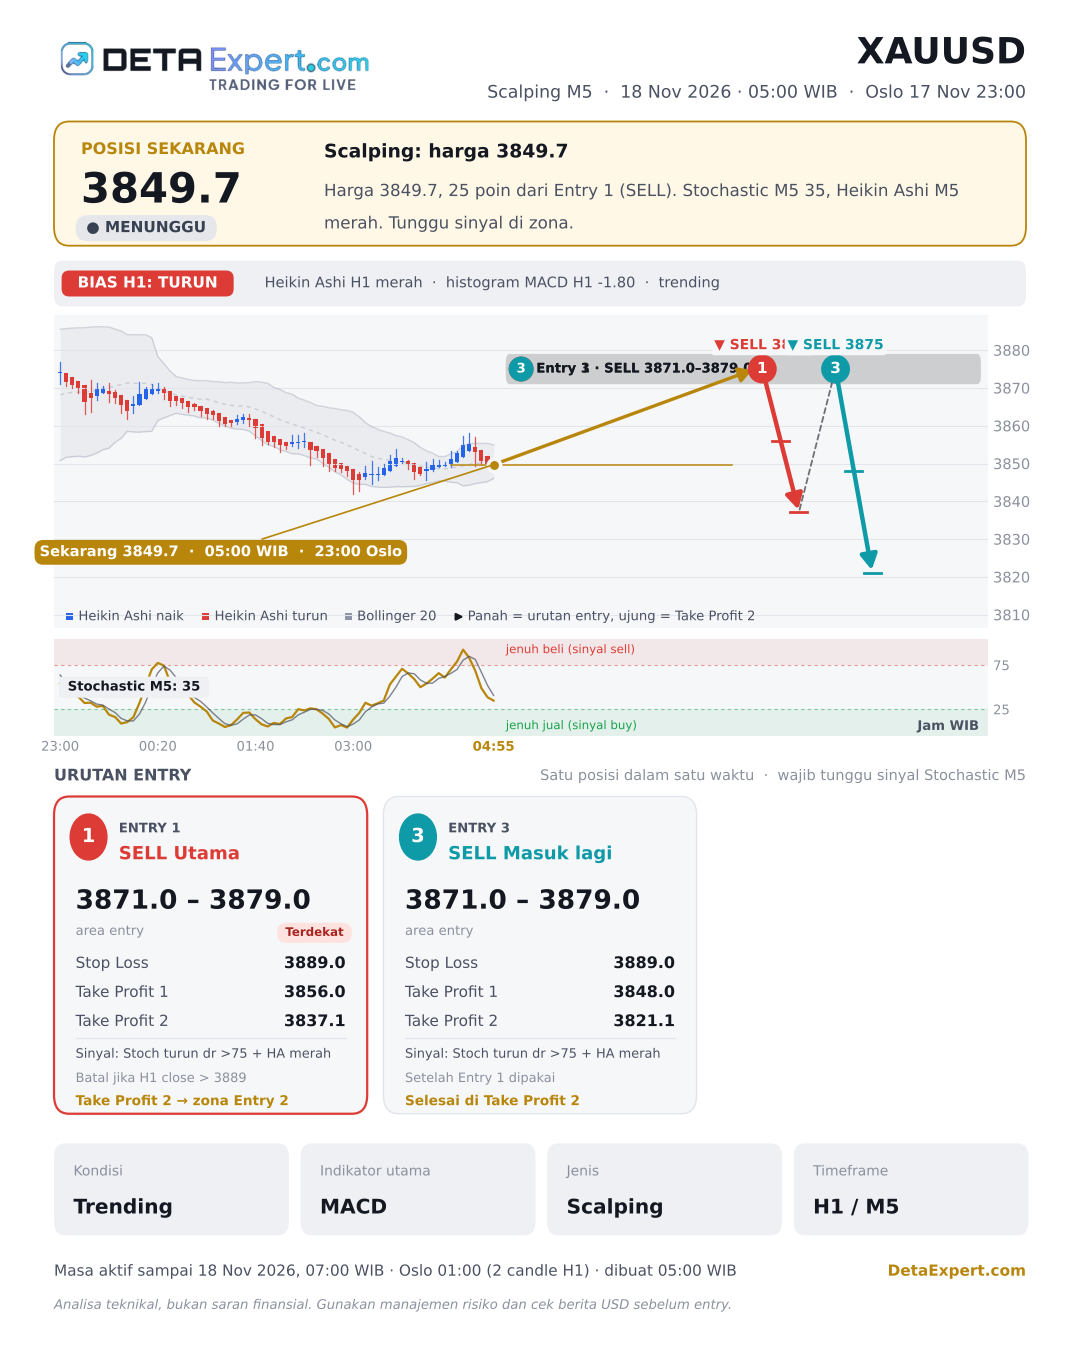 DETA Expert.com
TRADING FOR LIVE
XAUUSD
Scalping M5 · 18 Nov 2026 · 05:00 WIB · Oslo 17 Nov 23:00
POSISI SEKARANG
3849.7
● MENUNGGU
Scalping: harga 3849.7
Harga 3849.7, 25 poin dari Entry 1 (SELL). Stochastic M5 35, Heikin Ashi M5
merah. Tunggu sinyal di zona.
BIAS H1: TURUN
Heikin Ashi H1 merah · histogram MACD H1 -1.80 · trending
▼ SELL
▼ SELL 3875
3 Entry 3 · SELL 3871.0–3879.0
1
3
3880
3870
3860
3850
3840
3830
3820
3810
Sekarang 3849.7 · 05:00 WIB · 23:00 Oslo
Heikin Ashi naik
Heikin Ashi turun
Bollinger 20
Panah = urutan entry, ujung = Take Profit 2
jenuh beli (sinyal sell)
75
Stochastic M5: 35
25
jenuh jual (sinyal buy)
Jam WIB
23:00 00:20 01:40 03:00 04:55
URUTAN ENTRY
Satu posisi dalam satu waktu · wajib tunggu sinyal Stochastic M5
1
ENTRY 1
SELL Utama
3871.0 – 3879.0
area entry
Terdekat
Stop Loss 3889.0
Take Profit 1 3856.0
Take Profit 2 3837.1
Sinyal: Stoch turun dr >75 + HA merah
Batal jika H1 close > 3889
Take Profit 2 → zona Entry 2
3
ENTRY 3
SELL Masuk lagi
3871.0 – 3879.0
area entry
Stop Loss 3889.0
Take Profit 1 3848.0
Take Profit 2 3821.1
Sinyal: Stoch turun dr >75 + HA merah
Setelah Entry 1 dipakai
Selesai di Take Profit 2
Kondisi
Trending
Indikator utama
MACD
Jenis
Scalping
Timeframe
H1 / M5
Masa aktif sampai 18 Nov 2026, 07:00 WIB · Oslo 01:00 (2 candle H1) · dibuat 05:00 WIB
DetaExpert.com
Analisa teknikal, bukan saran finansial. Gunakan manajemen risiko dan cek berita USD sebelum entry.